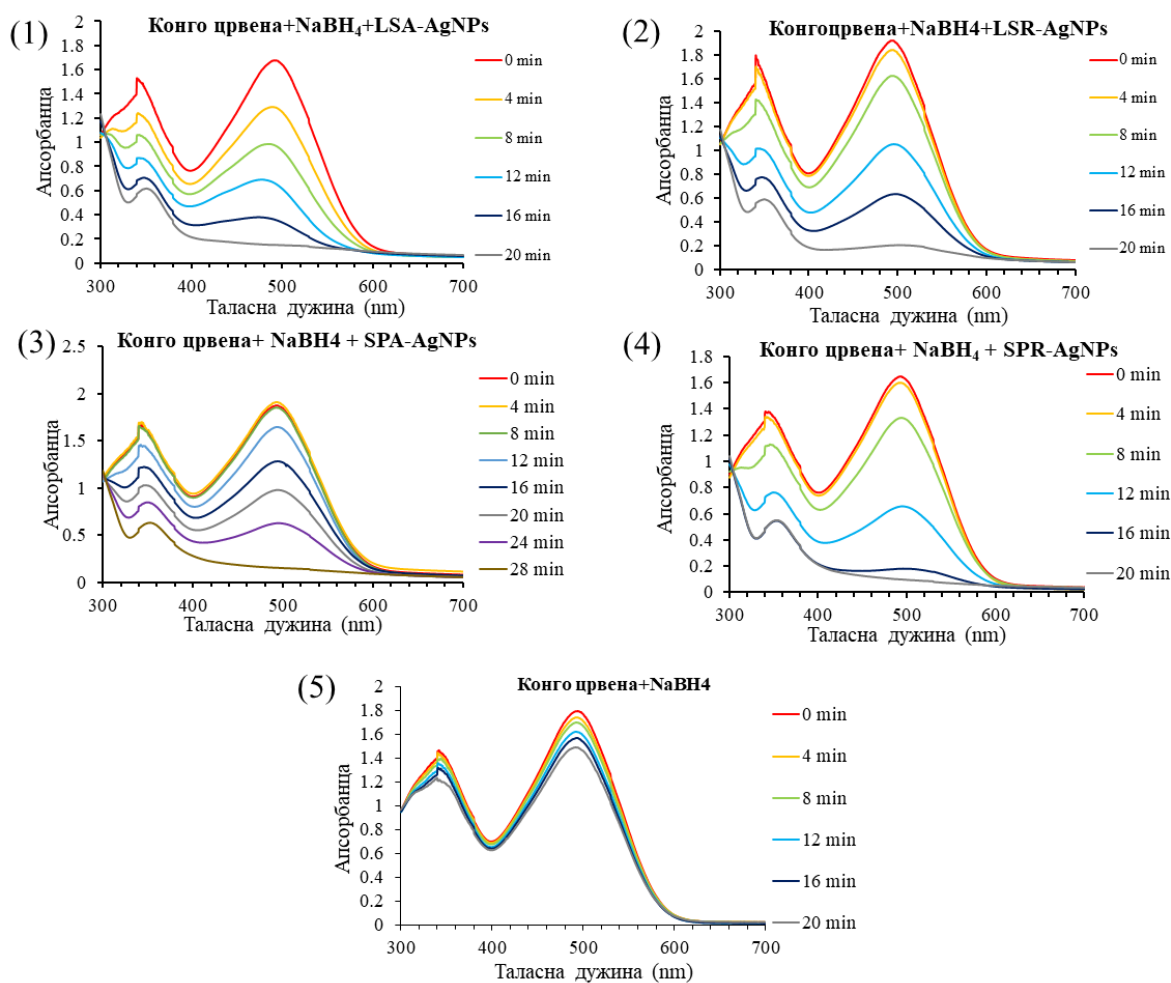 (1)
Конго црвена+NaBH₄+LSA-AgNPs
2
1.8
1.6
1.4
1.2
1
0.8
0.6
0.4
0.2
0
Апсорбанца
300 400 500 600 700
Таласна дужина (nm)
0 min
4 min
8 min
12 min
16 min
20 min
(2)
Конгоцрвена+NaBH4+LSR-AgNPs
2
1.8
1.6
1.4
1.2
1
0.8
0.6
0.4
0.2
0
Апсорбанца
300 400 500 600 700
Таласна дужина (nm)
0 min
4 min
8 min
12 min
16 min
20 min
(3)
Конго црвена+ NaBH4 + SPA-AgNPs
2.5
2
1.5
1
0.5
0
Апсорбанца
300 400 500 600 700
Таласна дужина (nm)
0 min
4 min
8 min
12 min
16 min
20 min
24 min
28 min
(4)
Конго црвена+ NaBH₄ + SPR-AgNPs
1.8
1.6
1.4
1.2
1
0.8
0.6
0.4
0.2
0
Апсорбанца
300 400 500 600 700
Таласна дужина (nm)
0 min
4 min
8 min
12 min
16 min
20 min
(5)
Конго црвена+NaBH4
2
1.8
1.6
1.4
1.2
1
0.8
0.6
0.4
0.2
0
Апсорбанца
300 400 500 600 700
Таласна дужина (nm)
0 min
4 min
8 min
12 min
16 min
20 min